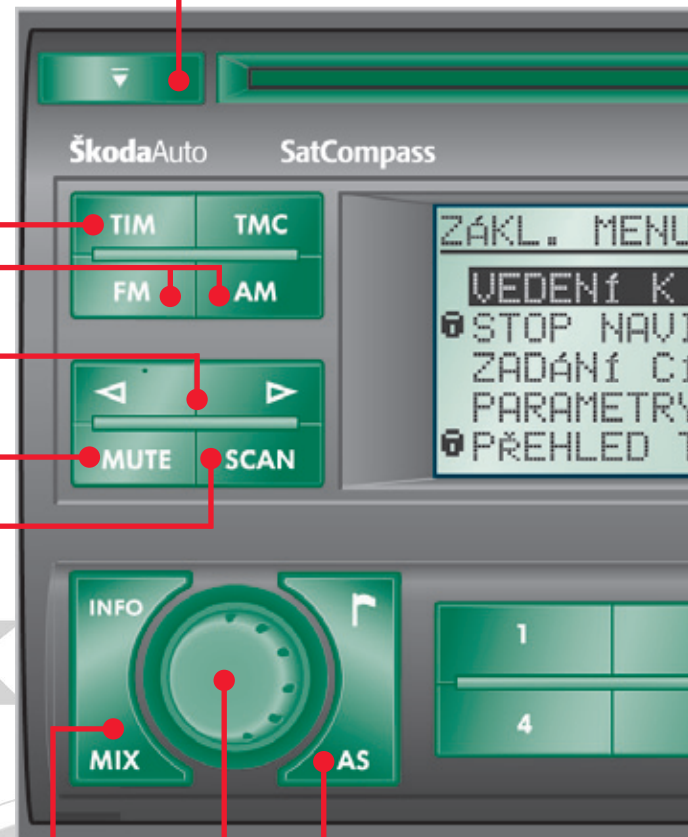 ŠkodaAuto SatCompass
TIM TMC
FM AM
MUTE SCAN
ZÁKL. MENU
VEDENÍ K
STOP NAVI
ZADÁNÍ CÍ
PARAMETRY
PŘEHLED T
INFO
MIX
AS
1
4